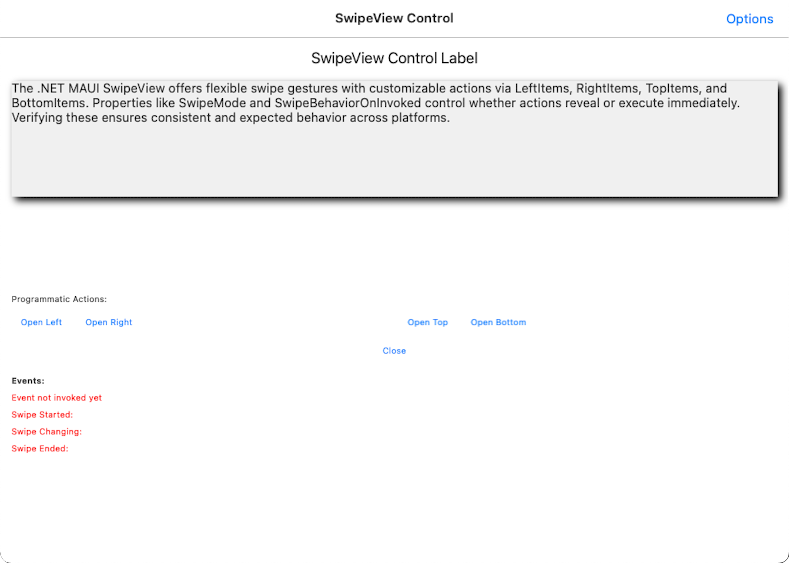 SwipeView Control
Options
SwipeView Control Label
The .NET MAUI SwipeView offers flexible swipe gestures with customizable actions via LeftItems, RightItems, TopItems, and
BottomItems. Properties like SwipeMode and SwipeBehaviorOnInvoked control whether actions reveal or execute immediately.
Verifying these ensures consistent and expected behavior across platforms.
Programmatic Actions:
Open Left
Open Right
Open Top
Open Bottom
Close
Events:
Event not invoked yet
Swipe Started:
Swipe Changing:
Swipe Ended: